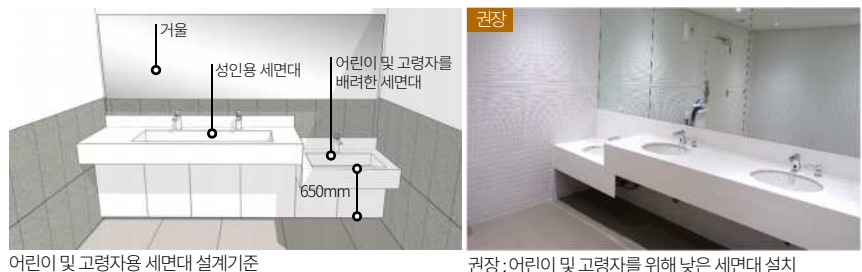 거울
성인용 세면대
어린이 및 고령자를
배려한 세면대
650mm
어린이 및 고령자용 세면대 설계기준
권장
권장 : 어린이 및 고령자를 위해 낮은 세면대 설치